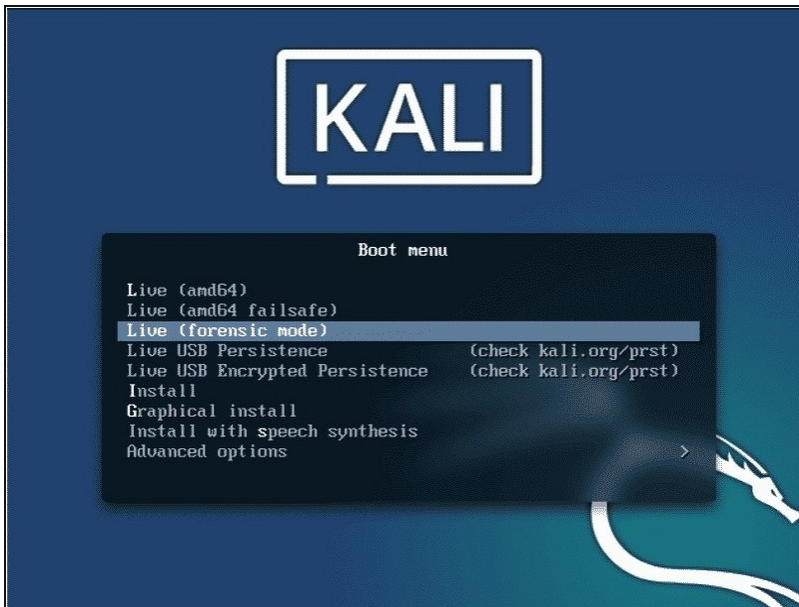 KALI
Boot menu
Live (amd64)
Live (amd64 failsafe)
Live (forensic mode)
Live USB Persistence (check kali.org/prst)
Live USB Encrypted Persistence (check kali.org/prst)
Install
Graphical install
Install with speech synthesis
Advanced options >